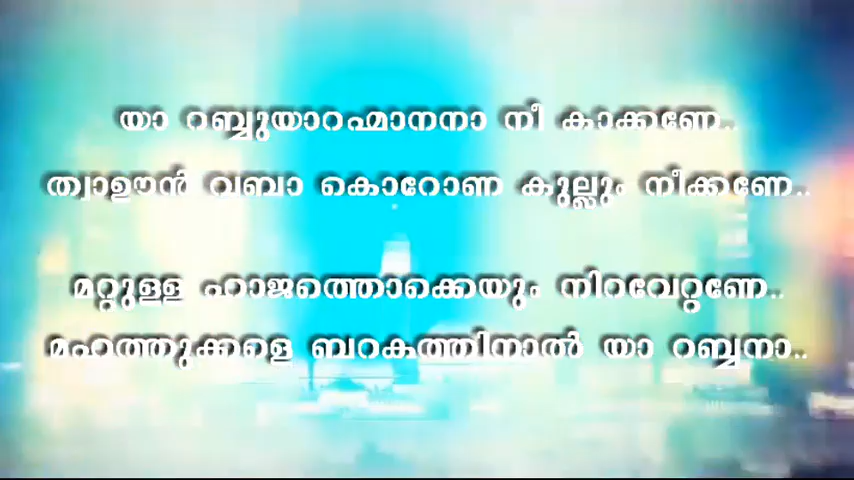 യാ റബ്ബുയാറഹ്മാനനാ നീ കാക്കണേ..
ത്വാഊൻ വബാ കൊറോണ കുല്ലും നീക്കണേ..
മറ്റുള്ള ഹാജത്തൊക്കെയും നിറവേറ്റണേ..
മഹത്തുക്കളെ ബറകത്തിനാൽ യാ റബ്ബനാ..